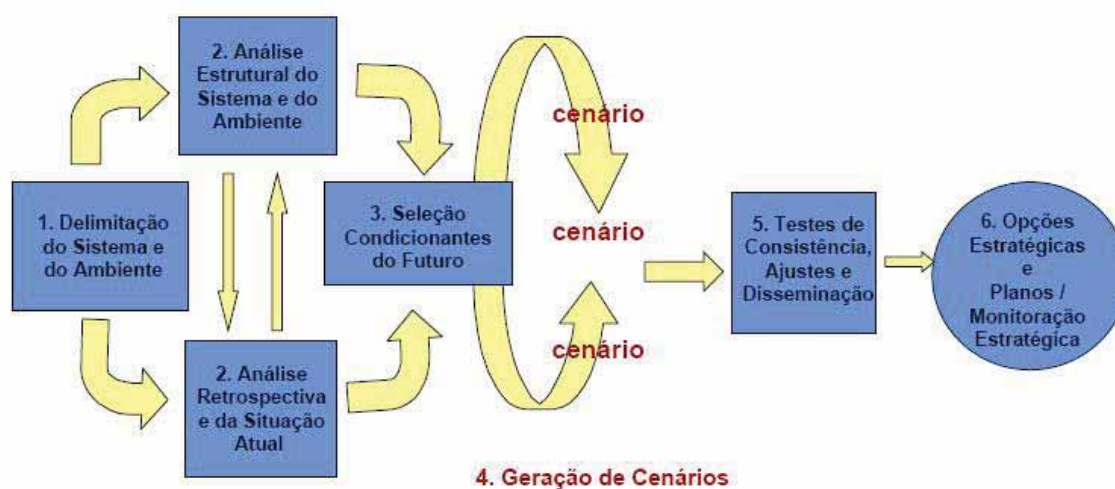 2. Análise
Estrutural do
Sistema e do
Ambiente
1. Delimitação
do Sistema e
do Ambiente
2. Análise
Retrospectiva
e da Situação
Atual
3. Seleção
Condicionantes
do Futuro
cenário
cenário
cenário
4. Geração de Cenários
5. Testes de
Consistência,
Ajustes e
Disseminação
6. Opções
Estratégicas
e
Planos /
Monitoração
Estratégica